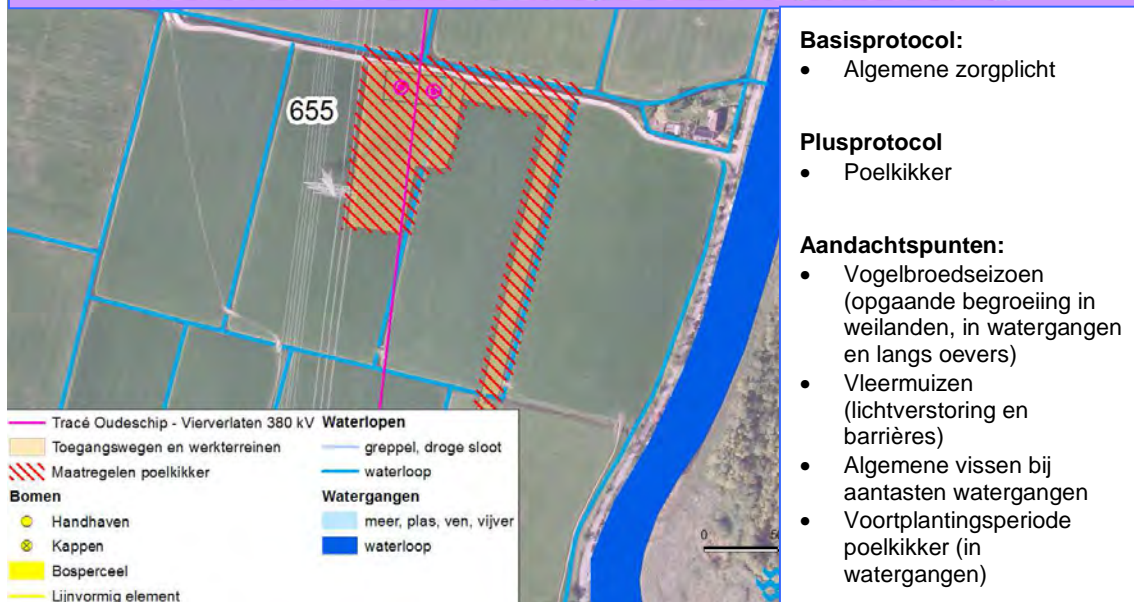 655
Tracé Oudeschip - Vierverlaten 380 kV
Toegangswegen en werkterreinen
Maatregelen poelkikker
Bomen
Handhaven
Kappen
Bosperceel
Lijnvormig element
Waterlopen
greppel, droge sloot
waterloop
Watergangen
meer, plas, ven, vijver
waterloop
0
Basisprotocol:
• Algemene zorgplicht
Plusprotocol
• Poelkikker
Aandachtspunten:
• Vogelbroedseizoen
(opgaande begroeiing in
weilanden, in watergangen
en langs oevers)
• Vleermuizen
(lichtverstoring en
barrières)
• Algemene vissen bij
aantasten watergangen
• Voortplantingsperiode
poelkikker (in
watergangen)